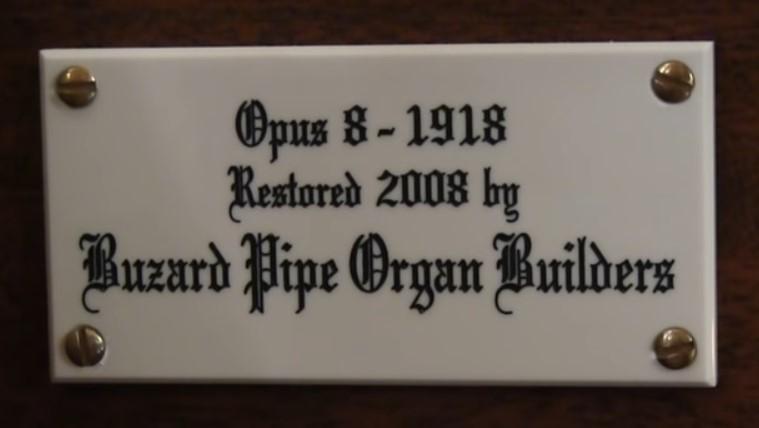 Opus 8 - 1918
Restored 2008 by
Buzard Pipe Organ Builders